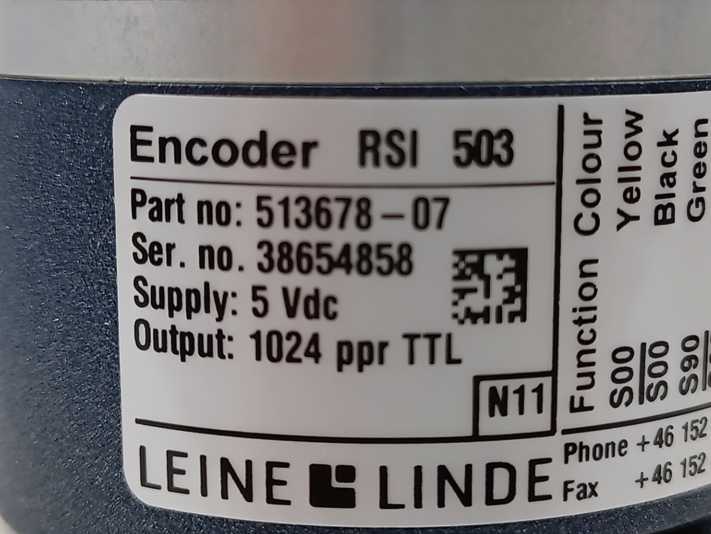 Encoder RSI 503
Part no: 513678-07
Ser. no. 38654858
Supply: 5 Vdc
Output: 1024 ppr TTL
N11
LEINE LINDE
Function Colour
S00 Yellow
S00 Black
S90 Green
Phone +46 152
Fax +46 152